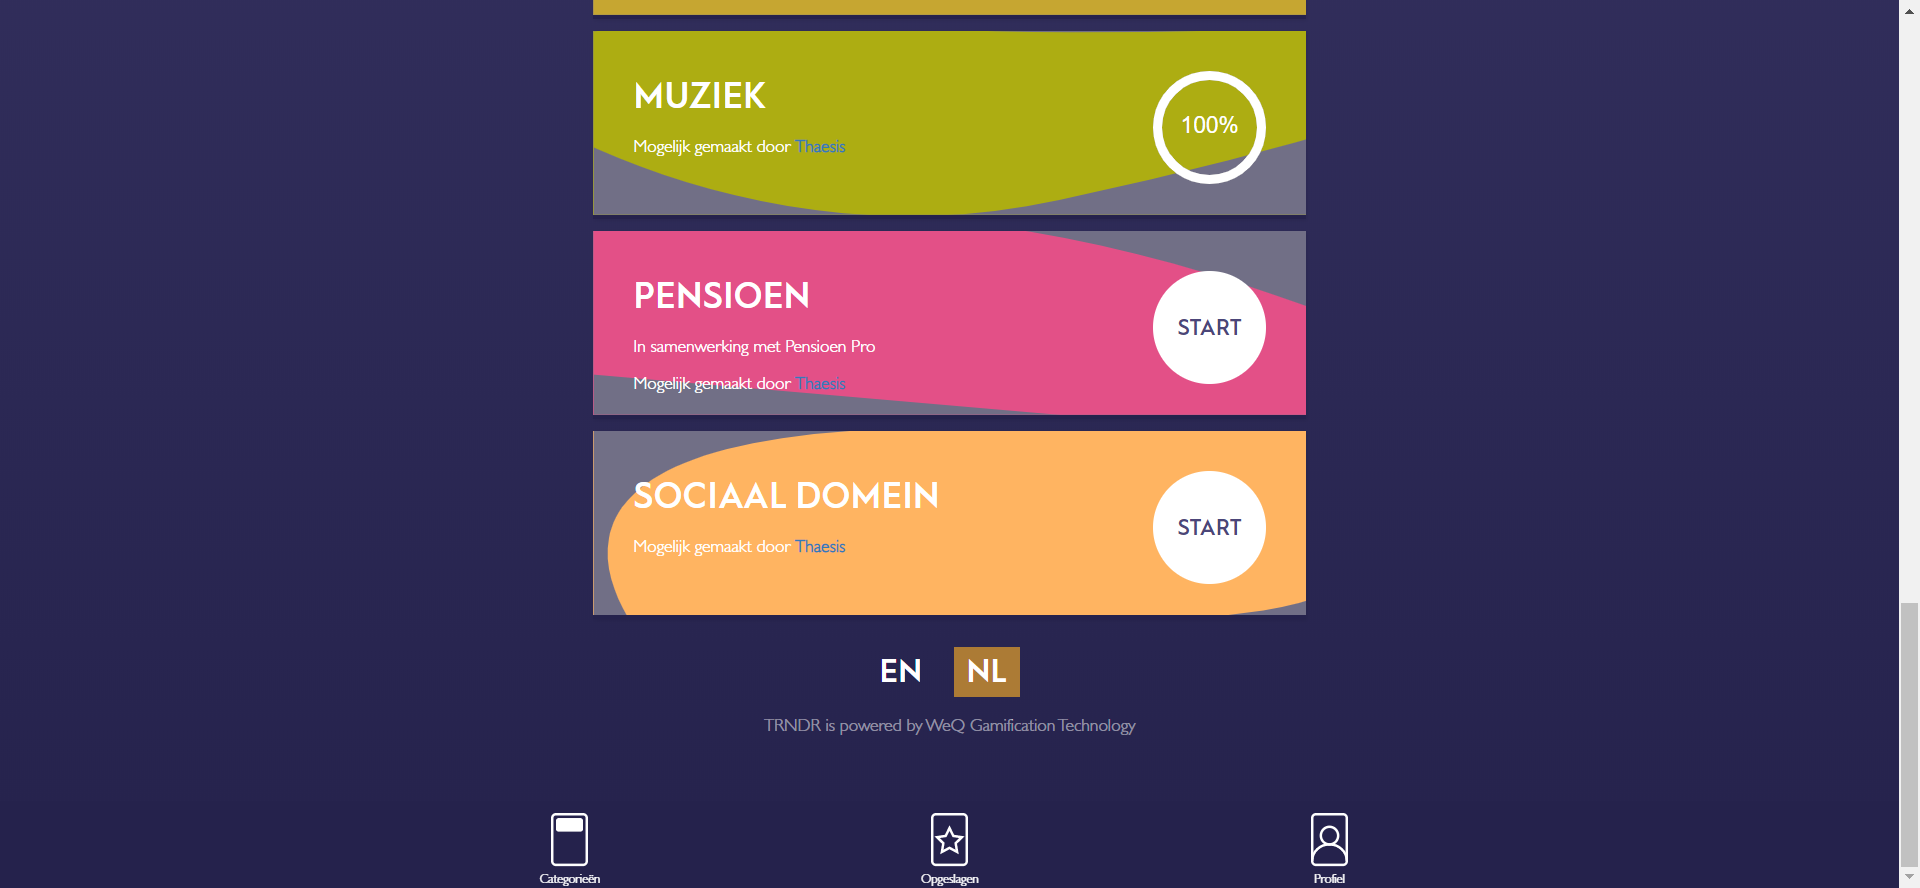 MUZIEK
Mogelijk gemaakt door Thaesis
100%
PENSIOEN
In samenwerking met Pensioen Pro
Mogelijk gemaakt door Thaesis
START
SOCIAAL DOMEIN
Mogelijk gemaakt door Thaesis
START
EN NL
TRNDR is powered by WeQ Gamification Technology
Categorieën Opgeslagen Profiel